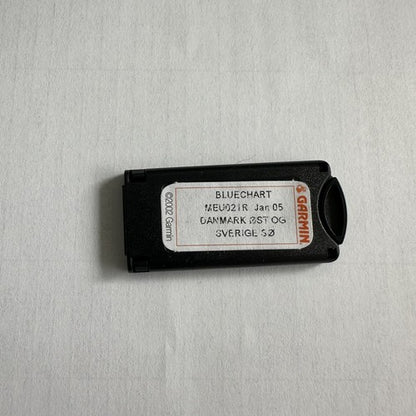 BLUECHART
MEU021R Jan 05
DANMARK ØST OG
SVERIGE SØ
GARMIN
©2002 Garmin